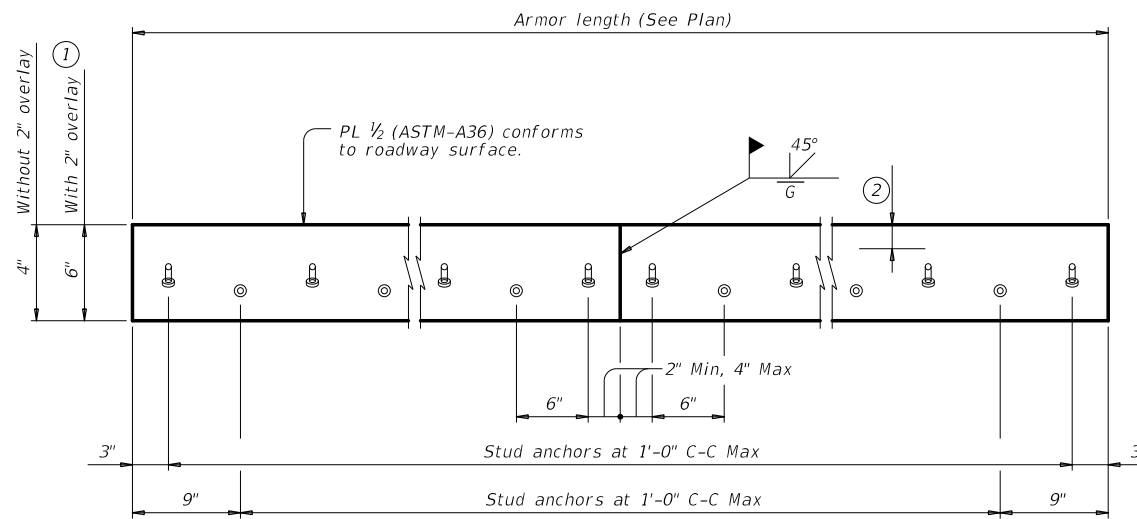 Armor length (See Plan)
Without 2" overlay
With 2" overlay
1
PL ½ (ASTM-A36) conforms
to roadway surface.
45°
G
2
4"
6"
2" Min, 4" Max
6"
6"
3"
Stud anchors at 1'-0" C-C Max
3
9"
Stud anchors at 1'-0" C-C Max
9"